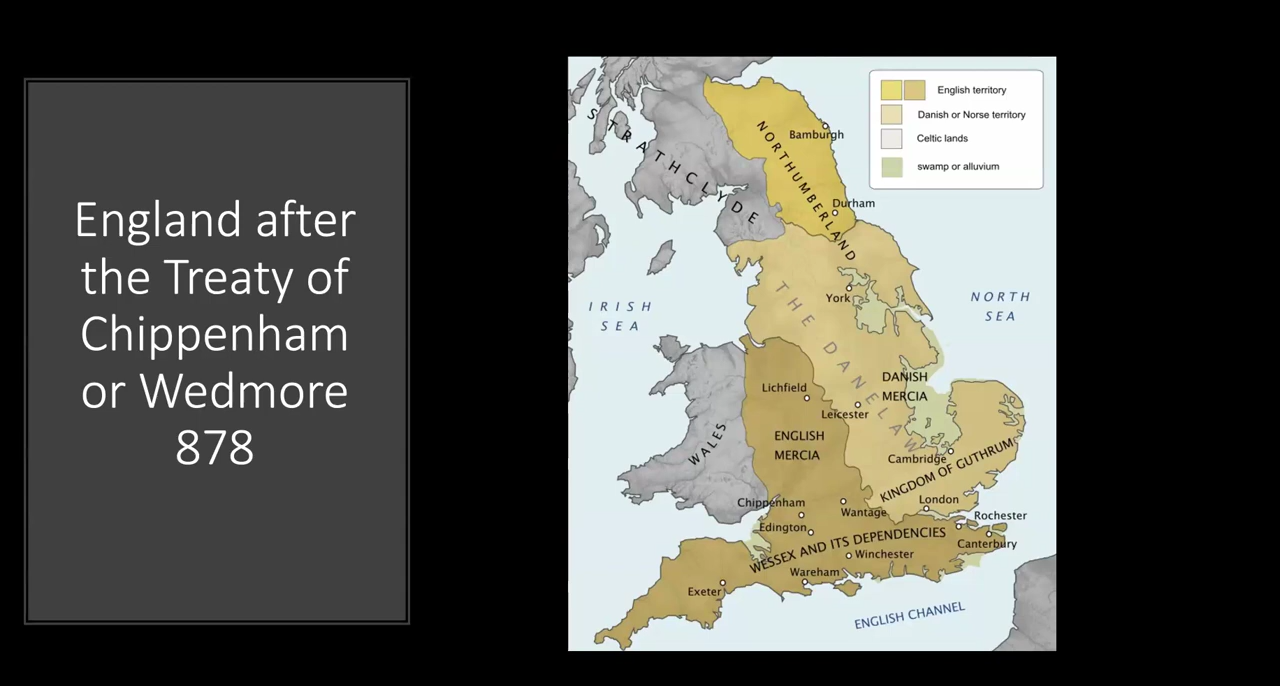 England after
the Treaty of
Chippenham
or Wedmore
878
English territory
Danish or Norse territory
Celtic lands
swamp or alluvium
STRATHCLYDE
NORTHUMBERLAND
Bamburgh
Durham
IRISH
SEA
NORTH
SEA
York
THE DANELAW
DANISH
MERCIA
Lichfield
Leicester
ENGLISH
MERCIA
WALES
Cambridge
KINGDOM OF GUTHRUM
Chippenham
Wantage
London
Edington
Rochester
WESSEX AND ITS DEPENDENCIES
Canterbury
Winchester
Wareham
Exeter
ENGLISH CHANNEL